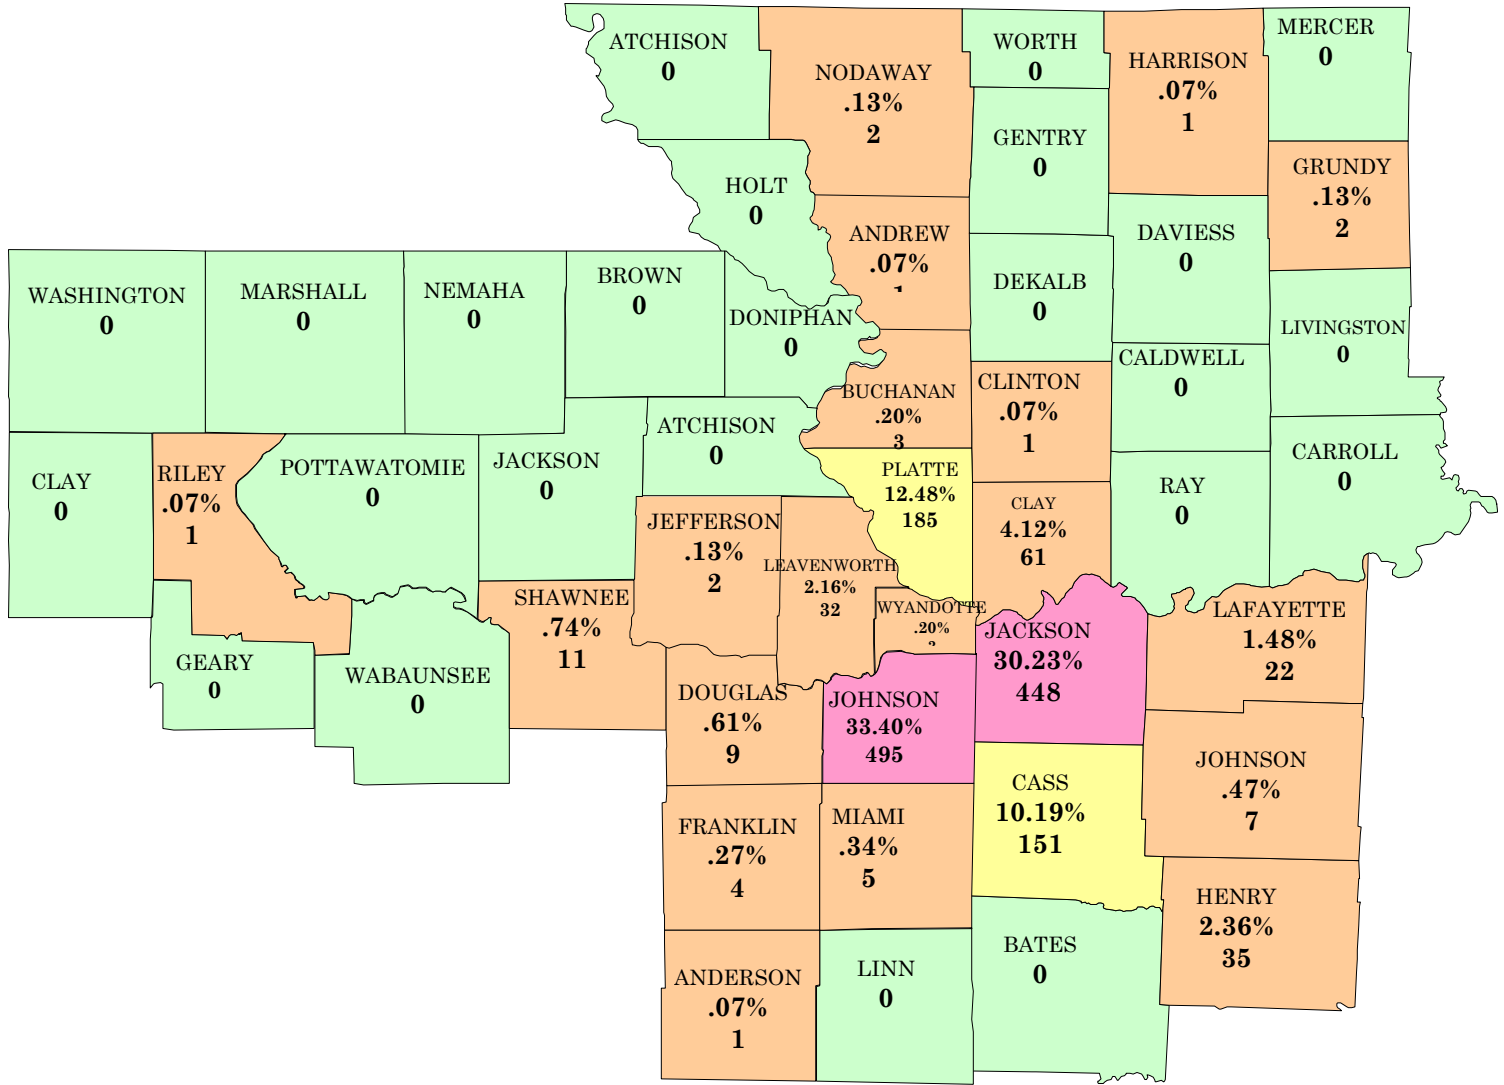 ATCHISON
0
NODAWAY
.13%
2
WORTH
0
HARRISON
.07%
1
MERCER
0
GENTRY
0
GRUNDY
.13%
2
HOLT
0
ANDREW
.07%
1
DAVIESS
0
DEKALB
0
WASHINGTON
0
MARSHALL
0
NEMAHA
0
BROWN
0
DONIPHAN
0
LIVINGSTON
0
BUCHANAN
.20%
3
CLINTON
.07%
1
CALDWELL
0
CLAY
0
RILEY
.07%
1
POTTAWATOMIE
0
JACKSON
0
ATCHISON
0
PLATTE
12.48%
185
CLAY
4.12%
61
RAY
0
CARROLL
0
JEFFERSON
.13%
2
LEAVENWORTH
2.16%
32
WYANDOTTE
.20%
SHAWNEE
.74%
11
JACKSON
30.23%
448
LAFAYETTE
1.48%
22
GEARY
0
WABAUNSEE
0
DOUGLAS
.61%
9
JOHNSON
33.40%
495
CASS
10.19%
151
JOHNSON
.47%
7
FRANKLIN
.27%
4
MIAMI
.34%
5
HENRY
2.36%
35
ANDERSON
.07%
1
LINN
0
BATES
0